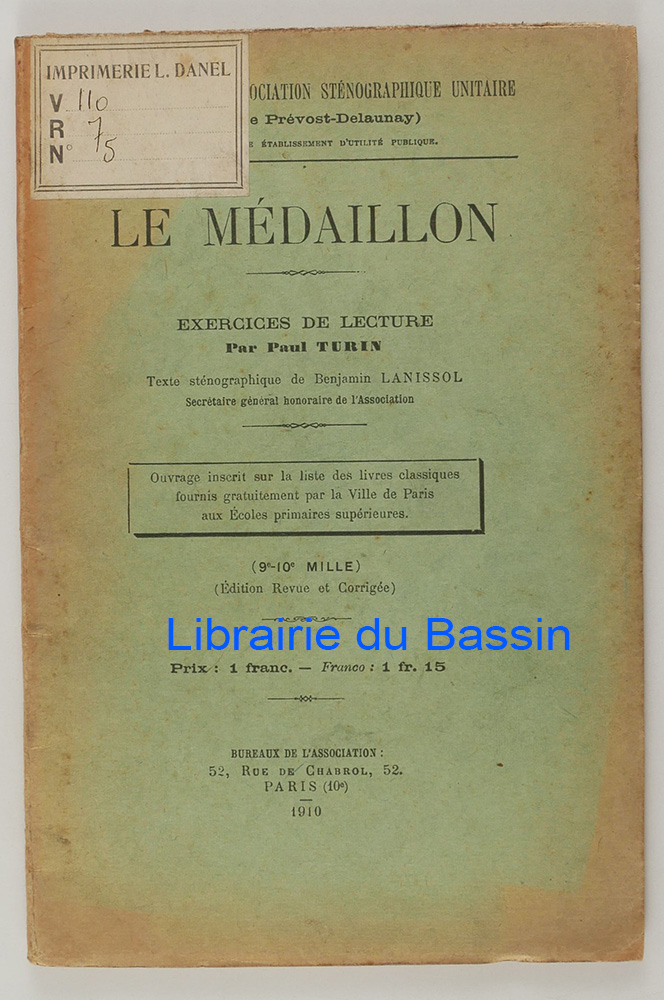 IMPRIMERIE L. DANEL
V 110
R 7
N° 5
OCIATION STÉNOGRAPHIQUE UNITAIRE
e Prévost-Delaunay)
E ÉTABLISSEMENT D'UTILITÉ PUBLIQUE.
LE MÉDAILLON
EXERCICES DE LECTURE
Par Paul TURIN
Texte sténographique de Benjamin LANISSOL
Secrétaire général honoraire de l'Association
Ouvrage inscrit sur la liste des livres classiques
fournis gratuitement par la Ville de Paris
aux Écoles primaires supérieures.
(9e-10e MILLE)
(Édition Revue et Corrigée)
Librairie du Bassin
Prix : 1 franc. — Franco : 1 fr. 15
BUREAUX DE L'ASSOCIATION :
52, RUE DE CHABROL, 52.
PARIS (10e)
1910